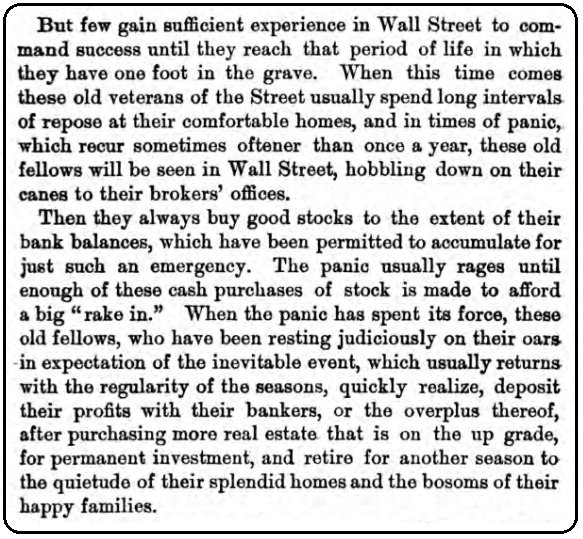 But few gain sufficient experience in Wall Street to com-
mand success until they reach that period of life in which
they have one foot in the grave. When this time comes
these old veterans of the Street usually spend long intervals
of repose at their comfortable homes, and in times of panic,
which recur sometimes oftener than once a year, these old
fellows will be seen in Wall Street, hobbling down on their
canes to their brokers' offices.
Then they always buy good stocks to the extent of their
bank balances, which have been permitted to accumulate for
just such an emergency. The panic usually rages until
enough of these cash purchases of stock is made to afford
a big "rake in." When the panic has spent its force, these
old fellows, who have been resting judiciously on their oars
in expectation of the inevitable event, which usually returns
with the regularity of the seasons, quickly realize, deposit
their profits with their bankers, or the overplus thereof,
after purchasing more real estate that is on the up grade,
for permanent investment, and retire for another season to
the quietude of their splendid homes and the bosoms of their
happy families.